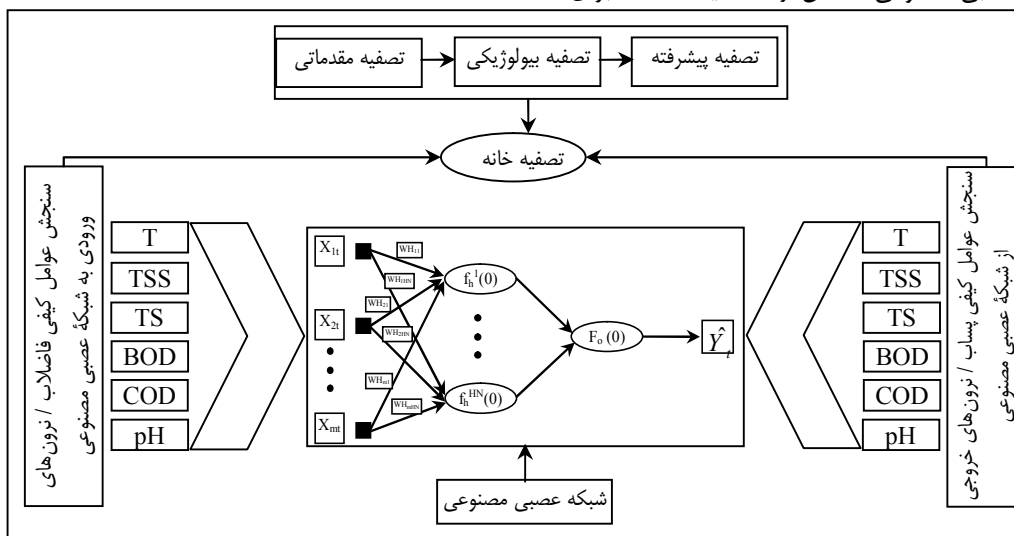 تصفیه مقدماتی
تصفیه بیولوژیکی
تصفیه پیشرفته
تصفیه خانه
سنجش عوامل کیفی پساب / نرون‌های خروجی
از شبکهٔ عصبی مصنوعی
سنجش عوامل کیفی فاضلاب / نرون‌های
ورودی به شبکهٔ عصبی مصنوعی
T
TSS
TS
BOD
COD
pH
X1t
X2t
Xmt
WH11
WH1HN
WH21
WH2HN
WHm1
WHmHN
fh1(0)
fhHN(0)
Fo (0)
Ŷt
T
TSS
TS
BOD
COD
pH
شبکه عصبی مصنوعی